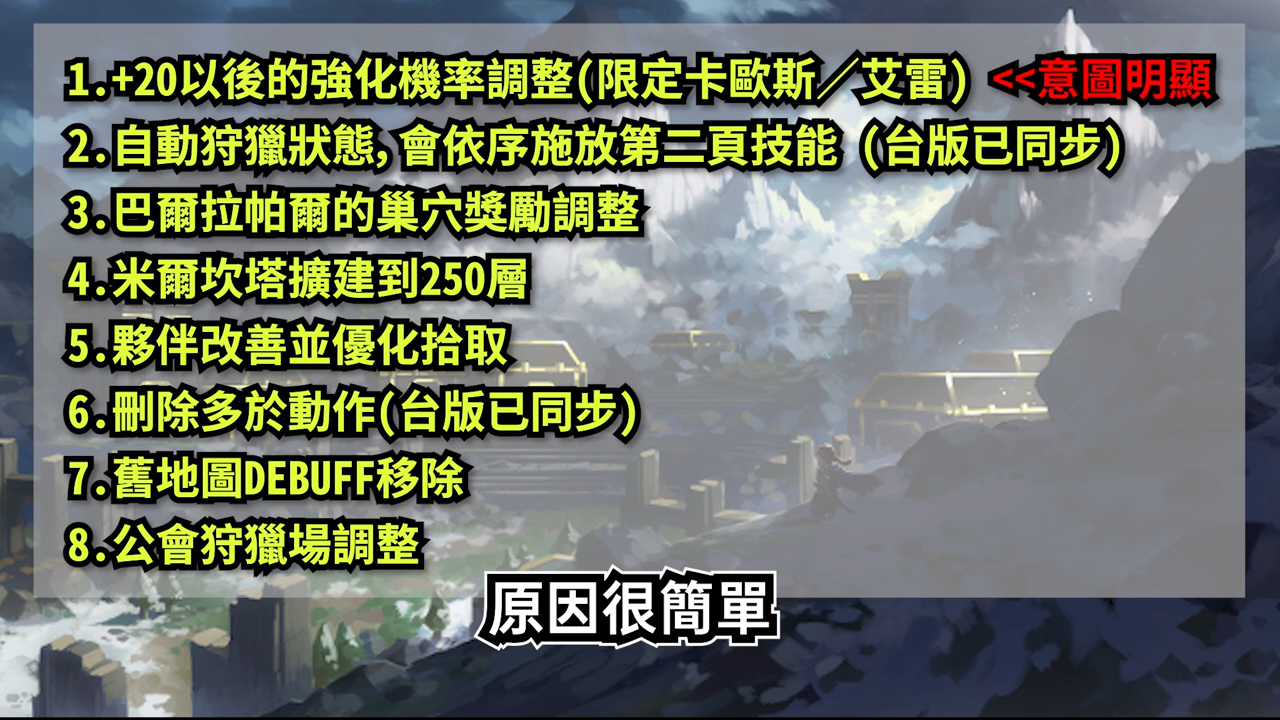 1.+20以後的強化機率調整(限定卡歐斯／艾雷) <<意圖明顯
2.自動狩獵狀態,會依序施放第二頁技能 (台版已同步)
3.巴爾拉帕爾的巢穴獎勵調整
4.米爾坎塔擴建到250層
5.夥伴改善並優化拾取
6.刪除多於動作(台版已同步)
7.舊地圖DEBUFF移除
8.公會狩獵場調整
原因很簡單